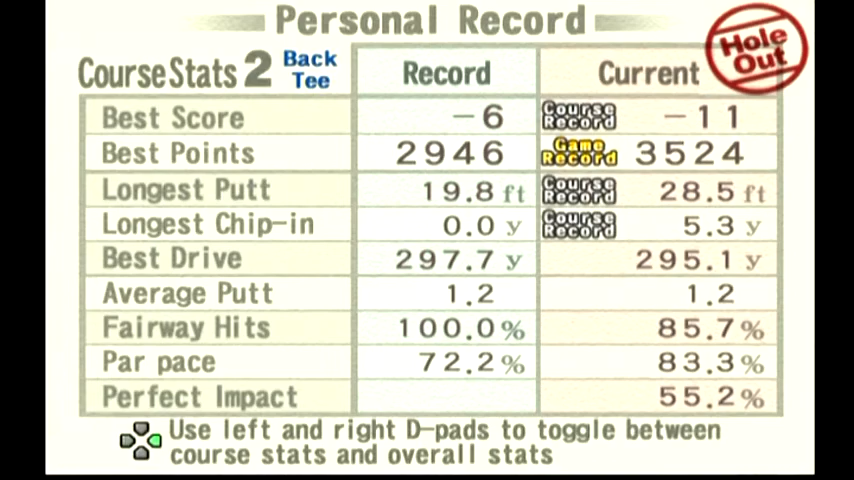 Personal Record
Hole Out
Course Stats 2 Back Tee Record Current
Best Score -6 Course Record -11
Best Points 2946 Game Record 3524
Longest Putt 19.8 ft Course Record 28.5 ft
Longest Chip-in 0.0 y Course Record 5.3 y
Best Drive 297.7 y 295.1 y
Average Putt 1.2 1.2
Fairway Hits 100.0% 85.7%
Par pace 72.2% 83.3%
Perfect Impact 55.2%
Use left and right D-pads to toggle between
course stats and overall stats